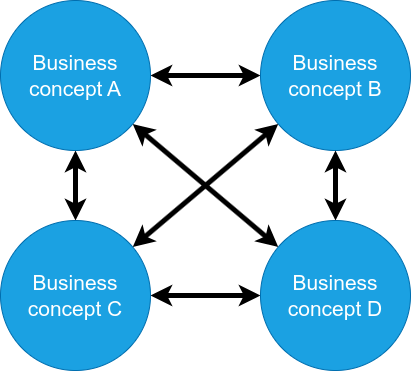 Business
concept A
Business
concept B
Business
concept C
Business
concept D